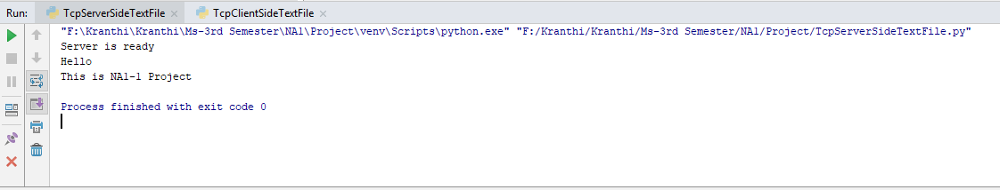 Run: TcpServerSideTextFile TcpClientSideTextFile
"F:\Kranthi\Kranthi\Ms-3rd Semester\NA1\Project\venv\Scripts\python.exe" "F:/Kranthi/Kranthi/Ms-3rd Semester/NA1/Project/TcpServerSideTextFile.py"
Server is ready
Hello
This is NA1-1 Project
Process finished with exit code 0